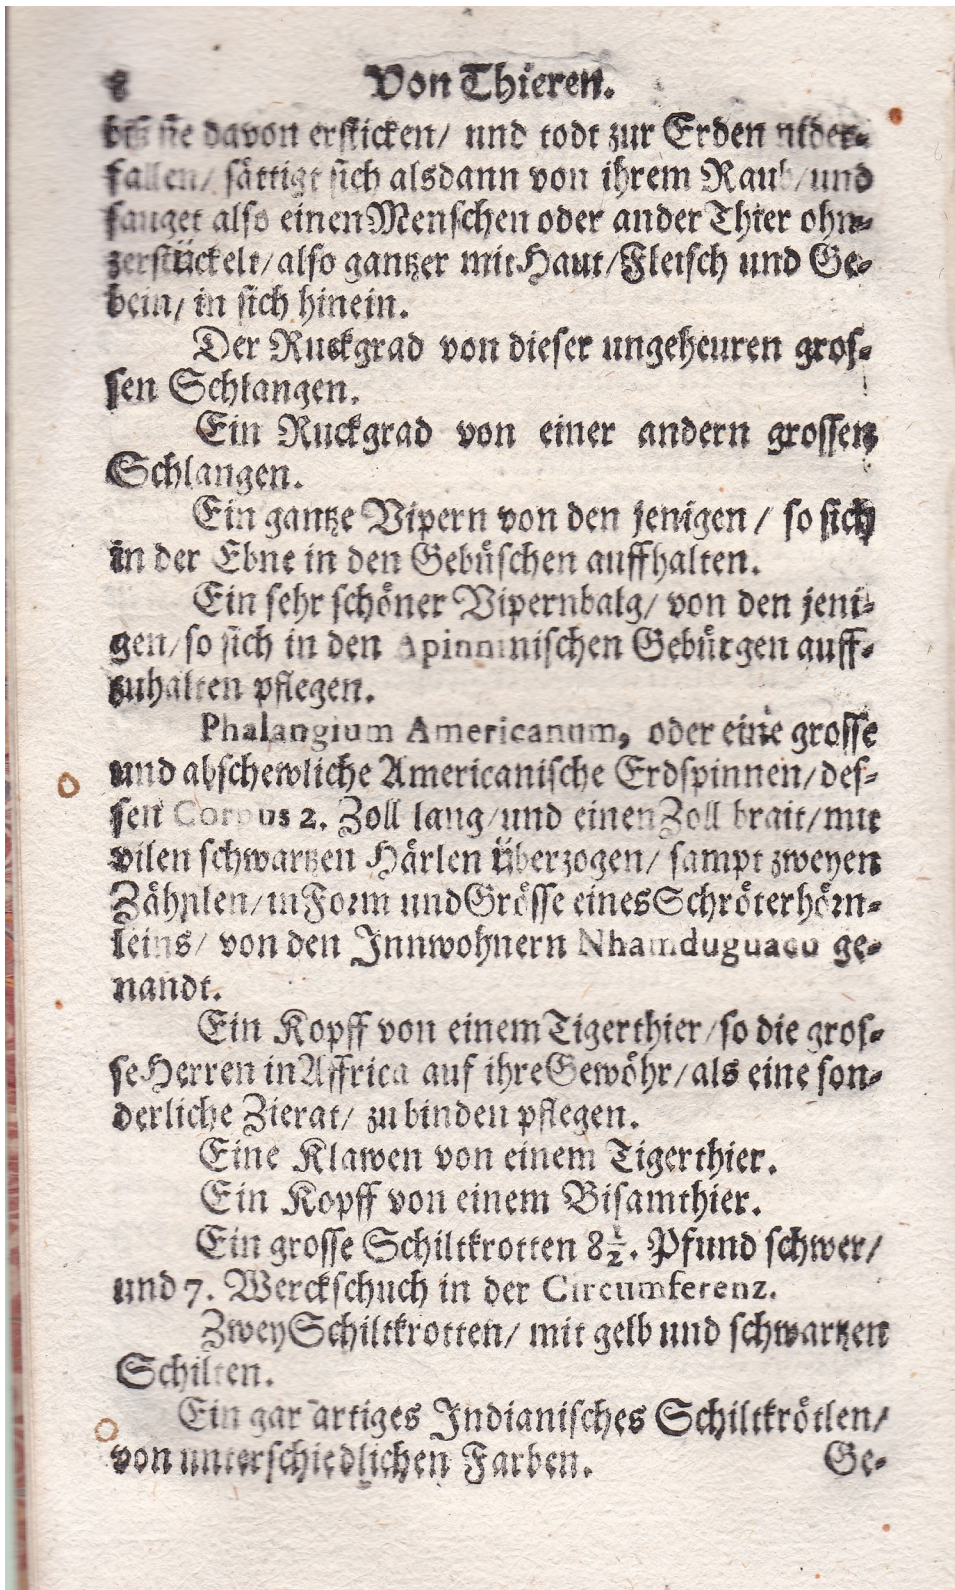 8 Von Thieren.
biß sie davon ersticken/ und todt zur Erden nider-
fallen/ sättigt sich alsdann von ihrem Raub/ und
sauget also einen Menschen oder ander Thier ohn-
zerstückelt/ also gantzer mit Haut/ Fleisch und Ge-
bein/ in sich hinein.
Der Ruckgrad von dieser ungeheuren gros-
sen Schlangen.
Ein Ruckgrad von einer andern grossen
Schlangen.
Ein gantze Vipern von den jenigen/ so sich
in der Ebne in den Gebüschen auffhalten.
Ein sehr schöner Vipernbalg/ von den jeni-
gen/ so sich in den Apinninischen Gebürgen auff-
zuhalten pflegen.
Phalangium Americanum, oder eine grosse
und abschewliche Americanische Erdspinnen/ des-
sen Corpus 2. Zoll lang/ und einen Zoll brait/ mit
vilen schwartzen Härlen überzogen/ sampt zweyen
Zähnlen/ in Form und Grösse eines Schröterhörn-
leins/ von den Innwohnern Nhamduguacu ge-
nandt.
Ein Kopff von einem Tigerthier/ so die gros-
se Herren in Affrica auf ihre Gewöhr/ als eine son-
derliche Zierat/ zu binden pflegen.
Eine Klawen von einem Tigerthier.
Ein Kopff von einem Bisamthier.
Ein grosse Schiltkrotten 8½. Pfund schwer/
und 7. Werckschuch in der Circumferenz.
Zwey Schiltkrotten/ mit gelb und schwartzen
Schilten.
Ein gar artiges Indianisches Schiltkrötlen/
von unterschiedlichen Farben. Ge-